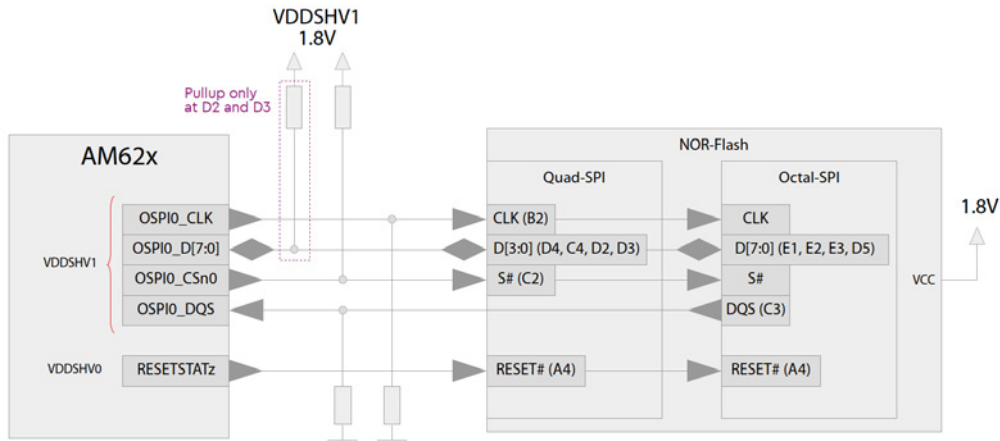 VDDSHV1
1.8V
Pullup only
at D2 and D3
AM62x
NOR-Flash
Quad-SPI
Octal-SPI
1.8V
OSPI0_CLK
CLK (B2)
CLK
VDDSHV1
OSPI0_D[7:0]
D[3:0] (D4, C4, D2, D3)
D[7:0] (E1, E2, E3, D5)
OSPI0_CSn0
S# (C2)
S#
VCC
OSPI0_DQS
DQS (C3)
VDDSHV0
RESETSTATz
RESET# (A4)
RESET# (A4)